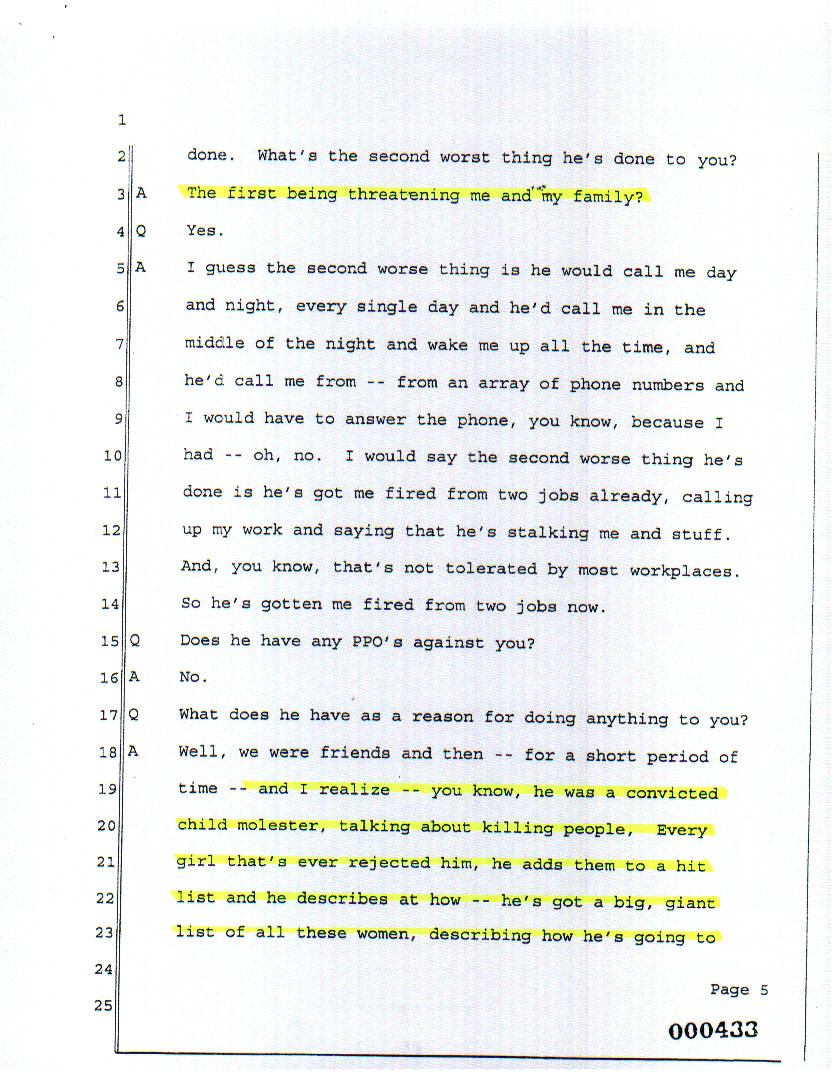 1
2 done. What's the second worst thing he's done to you?
3 A The first being threatening me and my family?
4 Q Yes.
5 A I guess the second worse thing is he would call me day
6 and night, every single day and he'd call me in the
7 middle of the night and wake me up all the time, and
8 he'd call me from -- from an array of phone numbers and
9 I would have to answer the phone, you know, because I
10 had -- oh, no. I would say the second worse thing he's
11 done is he's got me fired from two jobs already, calling
12 up my work and saying that he's stalking me and stuff.
13 And, you know, that's not tolerated by most workplaces.
14 So he's gotten me fired from two jobs now.
15 Q Does he have any PPO's against you?
16 A No.
17 Q What does he have as a reason for doing anything to you?
18 A Well, we were friends and then -- for a short period of
19 time -- and I realize -- you know, he was a convicted
20 child molester, talking about killing people, Every
21 girl that's ever rejected him, he adds them to a hit
22 list and he describes at how -- he's got a big, giant
23 list of all these women, describing how he's going to
24
25
Page 5
000433